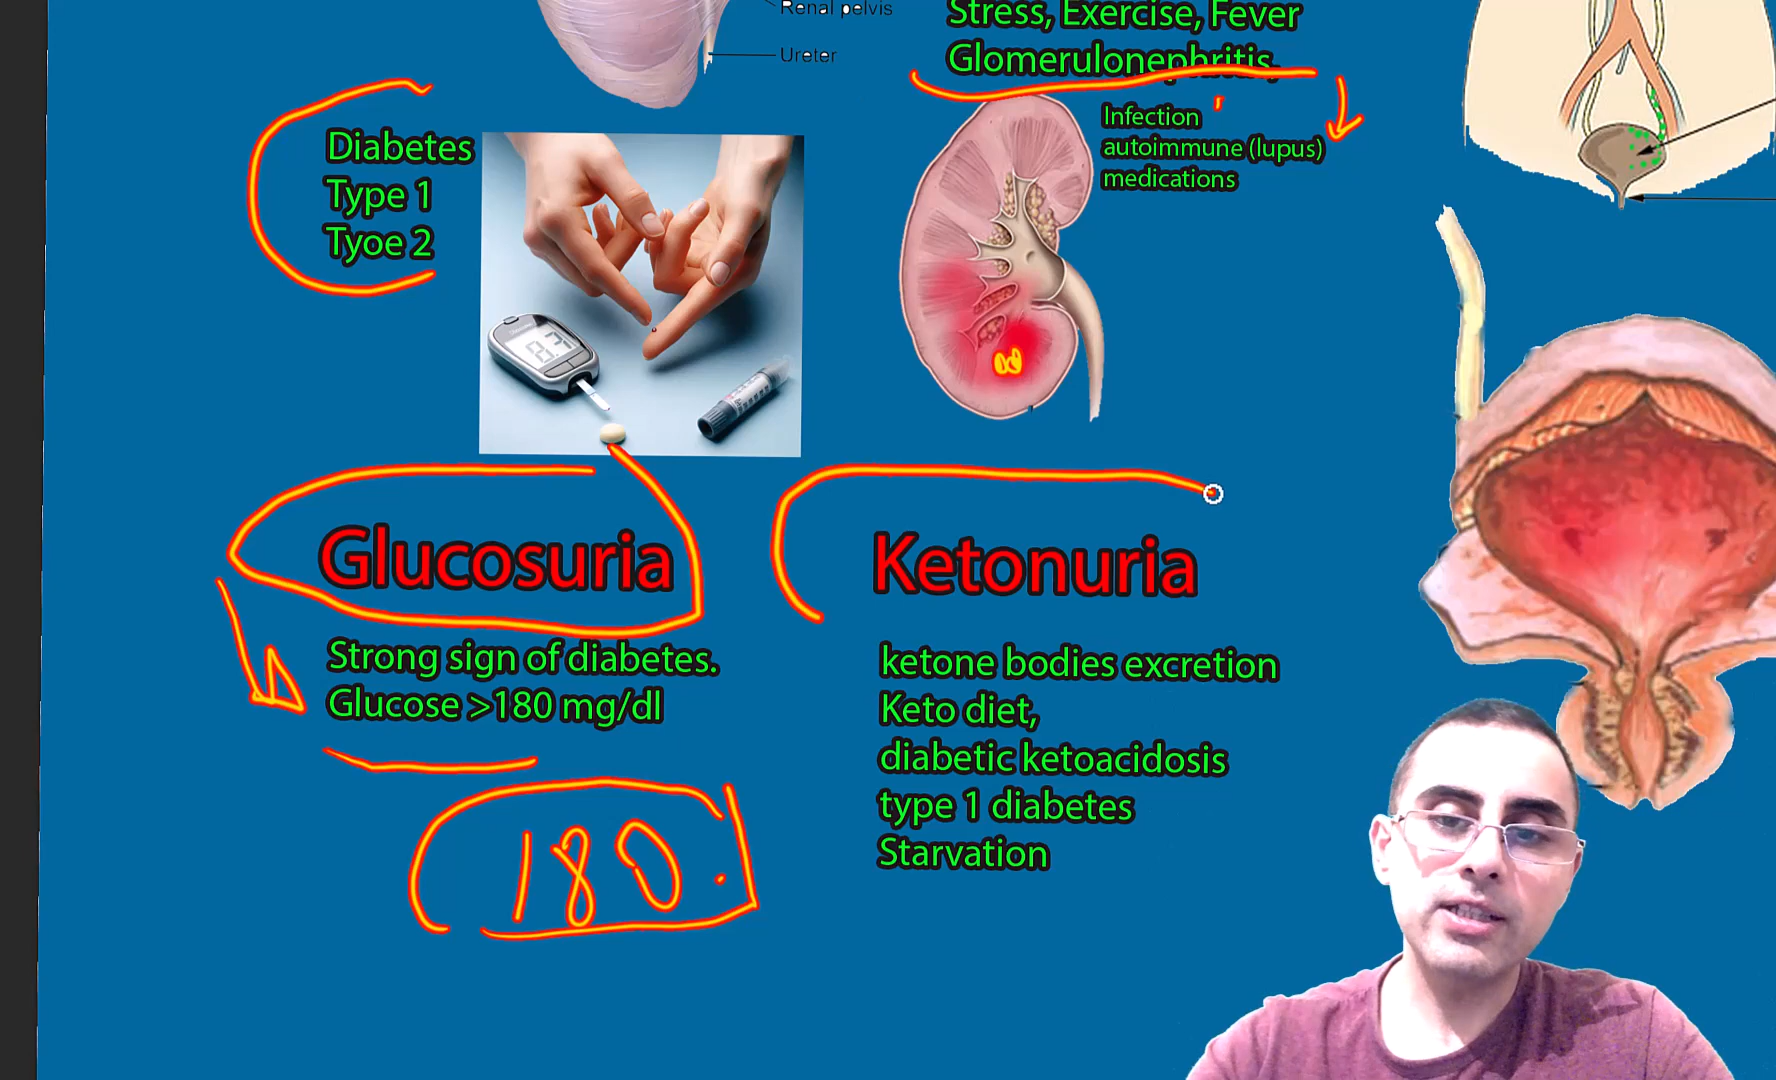 Renal pelvis
Ureter
Stress, Exercise, Fever
Glomerulonephritis,
Infection
autoimmune (lupus)
medications
Diabetes
Type 1
Tyoe 2
Glucosuria
Strong sign of diabetes.
Glucose >180 mg/dl
180.
Ketonuria
ketone bodies excretion
Keto diet,
diabetic ketoacidosis
type 1 diabetes
Starvation